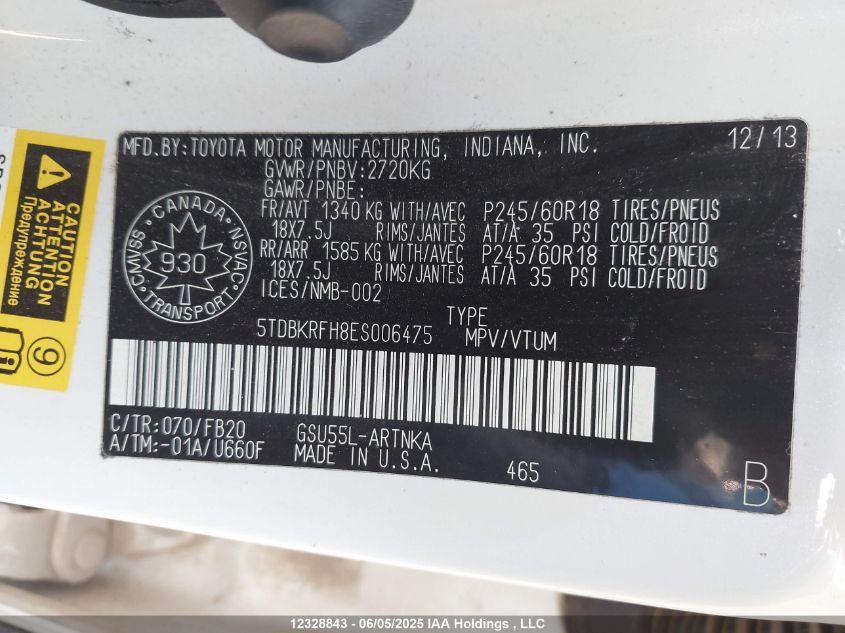 MFD.BY:TOYOTA MOTOR MANUFACTURING, INDIANA, INC. 12/13
GVWR/PNBV:2720KG
GAWR/PNBE:
FR/AVT 1340 KG WITH/AVEC P245/60R18 TIRES/PNEUS
18X7.5J RIMS/JANTES AT/A 35 PSI COLD/FROID
RR/ARR 1585 KG WITH/AVEC P245/60R18 TIRES/PNEUS
18X7.5J RIMS/JANTES AT/A 35 PSI COLD/FROID
ICES/NMB-002
CANADA
CMVSS 930 NSVAC
TRANSPORT
TYPE
5TDBKRFH8ES006475 MPV/VTUM
C/TR:070/FB20 GSU55L-ARTNKA
A/TM:-01A/U660F MADE IN U.S.A. 465 B
CAUTION
ATTENTION
ACHTUNG
Предупреждение
9
12328843 - 06/05/2025 IAA Holdings , LLC